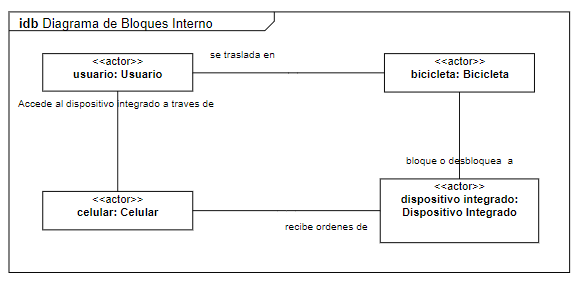 idb Diagrama de Bloques Interno
<<actor>>
usuario: Usuario
se traslada en
<<actor>>
bicicleta: Bicicleta
Accede al dispositivo integrado a traves de
bloque o desbloquea a
<<actor>>
celular: Celular
<<actor>>
dispositivo integrado:
Dispositivo Integrado
recibe ordenes de